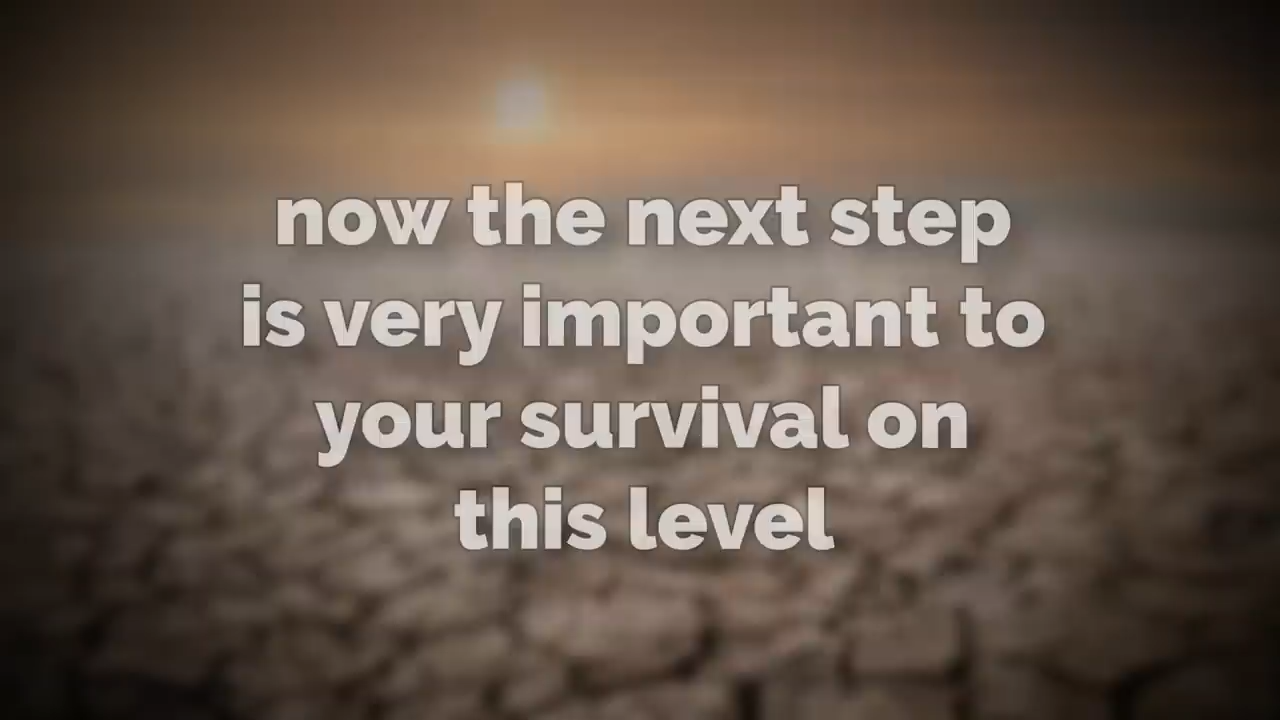 now the next step
is very important to
your survival on
this level